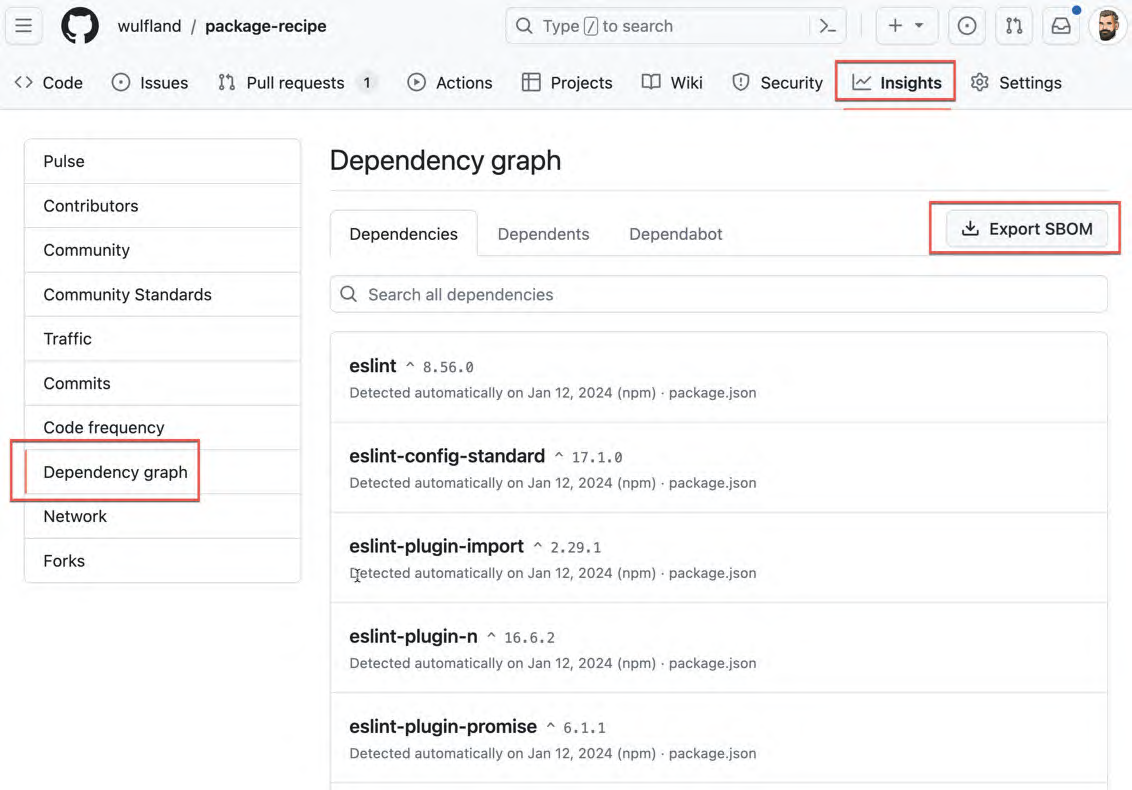 wulfland / package-recipe
Type / to search
Code Issues Pull requests 1 Actions Projects Wiki Security Insights Settings
Pulse
Contributors
Community
Community Standards
Traffic
Commits
Code frequency
Dependency graph
Network
Forks
Dependency graph
Dependencies Dependents Dependabot
Export SBOM
Search all dependencies
eslint ^ 8.56.0
Detected automatically on Jan 12, 2024 (npm) · package.json
eslint-config-standard ^ 17.1.0
Detected automatically on Jan 12, 2024 (npm) · package.json
eslint-plugin-import ^ 2.29.1
Detected automatically on Jan 12, 2024 (npm) · package.json
eslint-plugin-n ^ 16.6.2
Detected automatically on Jan 12, 2024 (npm) · package.json
eslint-plugin-promise ^ 6.1.1
Detected automatically on Jan 12, 2024 (npm) · package.json